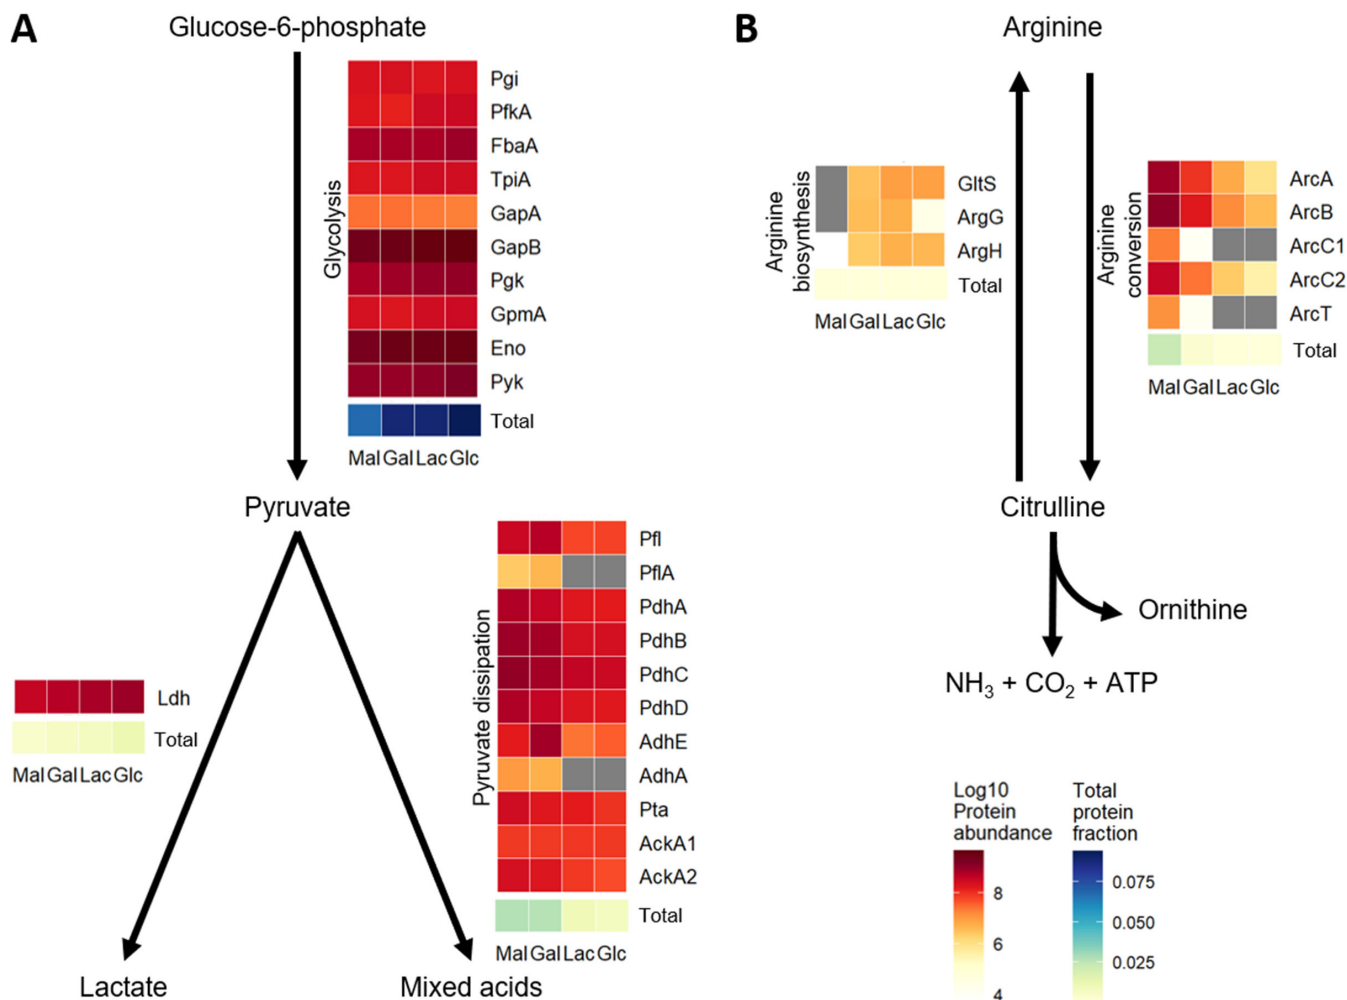 A
Glucose-6-phosphate
Glycolysis
Pgi
PfkA
FbaA
TpiA
GapA
GapB
Pgk
GpmA
Eno
Pyk
Total
Mal Gal Lac Glc
Pyruvate
Ldh
Total
Mal Gal Lac Glc
Pyruvate dissipation
Pfl
PflA
PdhA
PdhB
PdhC
PdhD
AdhE
AdhA
Pta
AckA1
AckA2
Total
Mal Gal Lac Glc
Lactate
Mixed acids
B
Arginine
Arginine
biosynthesis
GltS
ArgG
ArgH
Total
Mal Gal Lac Glc
Arginine
conversion
ArcA
ArcB
ArcC1
ArcC2
ArcT
Total
Mal Gal Lac Glc
Citrulline
Ornithine
NH₃ + CO₂ + ATP
Log10
Protein
abundance
8
6
4
Total
protein
fraction
0.075
0.050
0.025